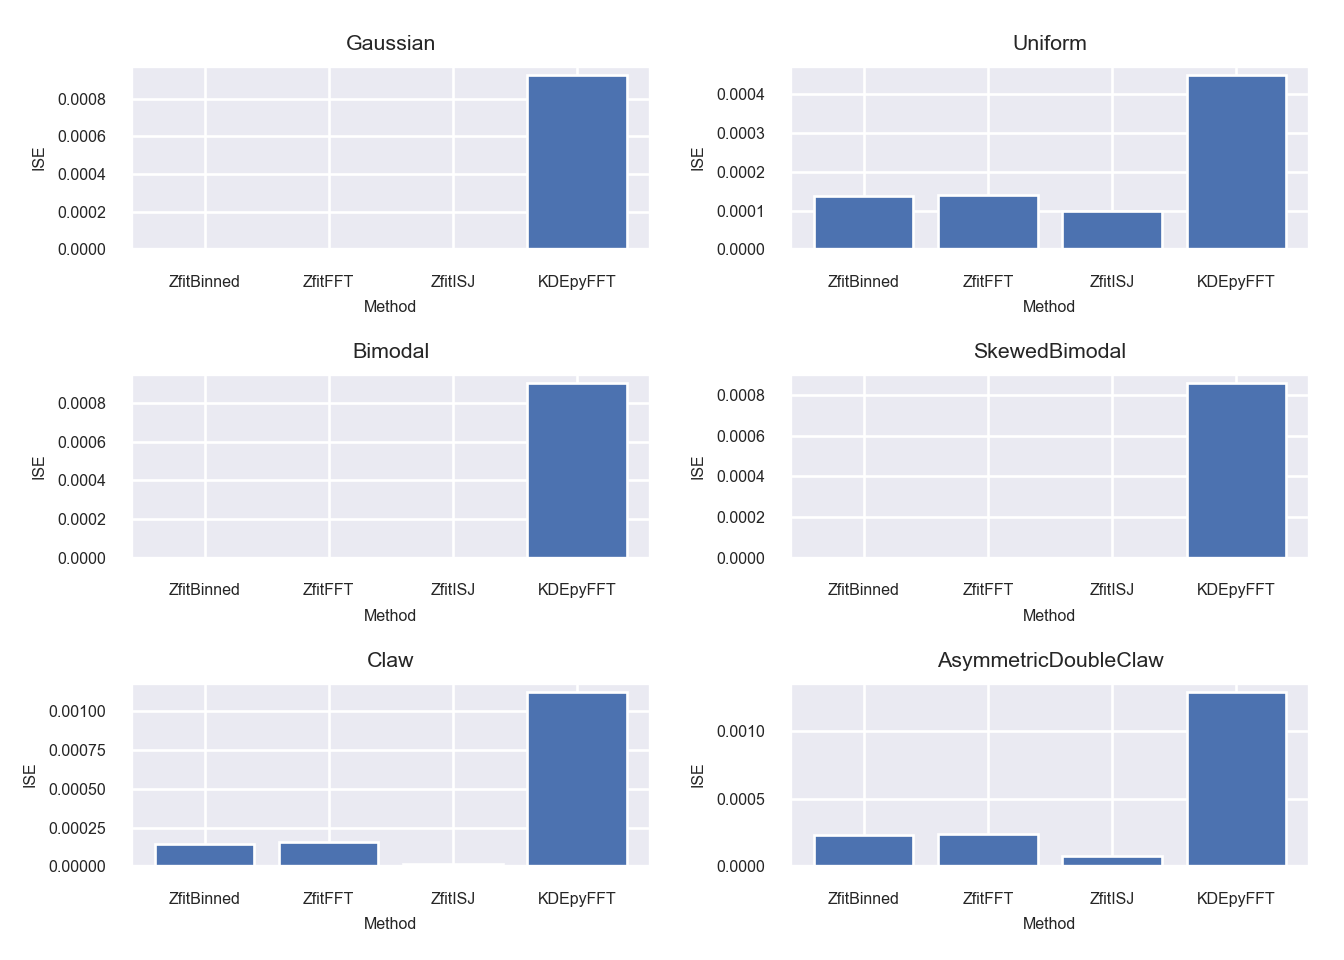 Gaussian
0.0008
0.0006
0.0004
0.0002
0.0000
ISE
ZfitBinned ZfitFFT ZfitISJ KDEpyFFT
Method
Uniform
0.0004
0.0003
0.0002
0.0001
0.0000
ISE
ZfitBinned ZfitFFT ZfitISJ KDEpyFFT
Method
Bimodal
0.0008
0.0006
0.0004
0.0002
0.0000
ISE
ZfitBinned ZfitFFT ZfitISJ KDEpyFFT
Method
SkewedBimodal
0.0008
0.0006
0.0004
0.0002
0.0000
ISE
ZfitBinned ZfitFFT ZfitISJ KDEpyFFT
Method
Claw
0.00100
0.00075
0.00050
0.00025
0.00000
ISE
ZfitBinned ZfitFFT ZfitISJ KDEpyFFT
Method
AsymmetricDoubleClaw
0.0010
0.0005
0.0000
ISE
ZfitBinned ZfitFFT ZfitISJ KDEpyFFT
Method